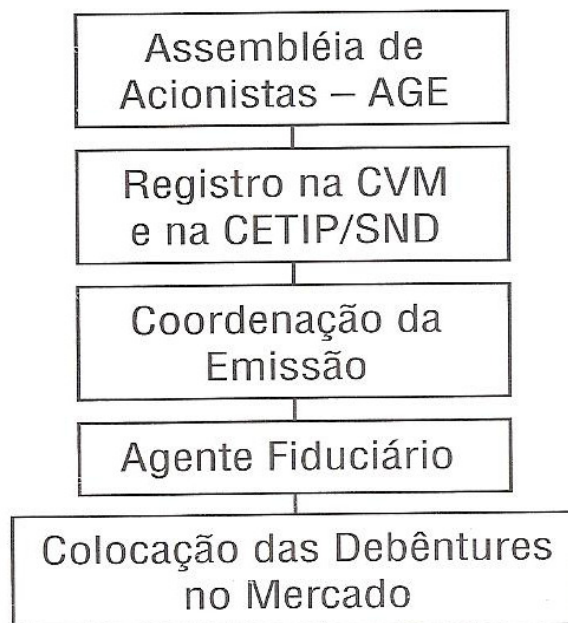 Assembléia de
Acionistas – AGE
Registro na CVM
e na CETIP/SND
Coordenação da
Emissão
Agente Fiduciário
Colocação das Debêntures
no Mercado